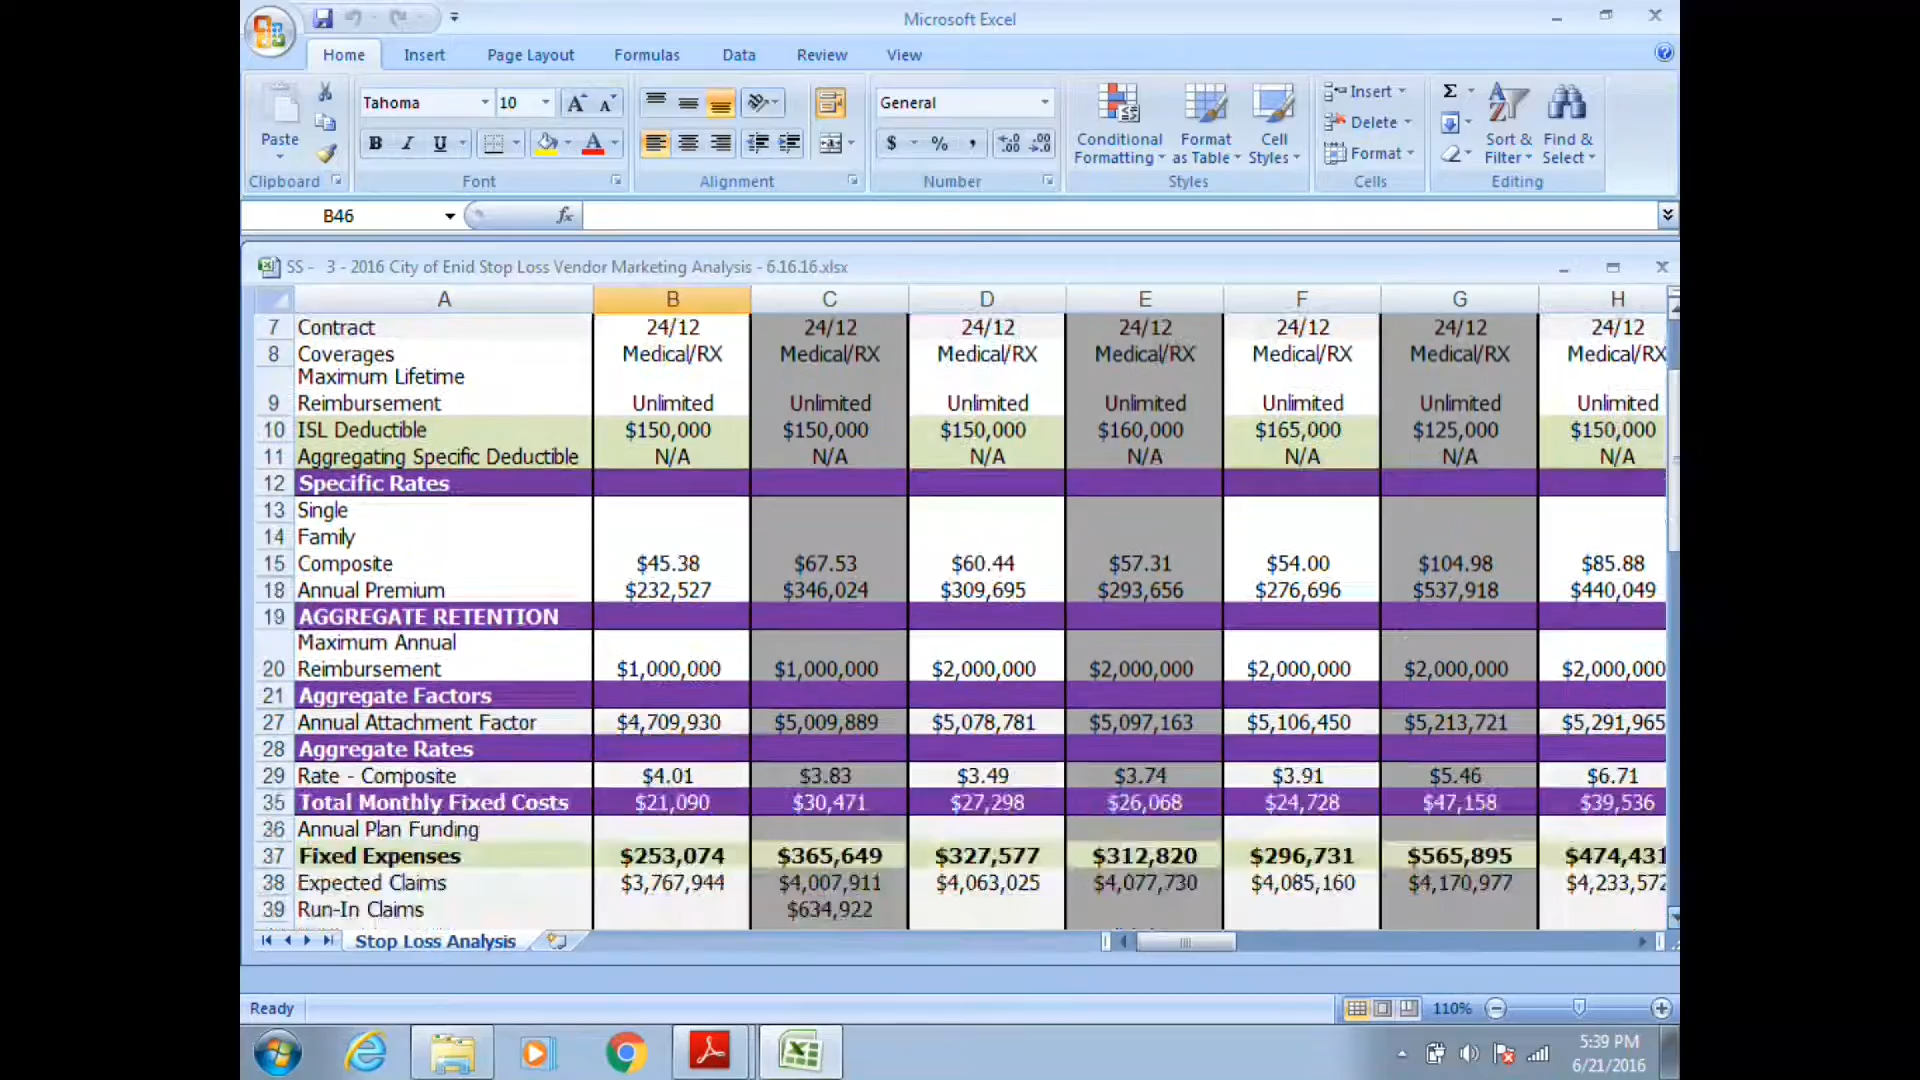 Microsoft Excel
Home Insert Page Layout Formulas Data Review View
Paste
Clipboard
Tahoma 10
B I U
Font
Alignment
General
$ % ,
Number
Conditional Formatting
Format as Table
Cell Styles
Styles
Insert
Delete
Format
Cells
Sort & Filter
Find & Select
Editing
B46 fx
SS - 3 - 2016 City of Enid Stop Loss Vendor Marketing Analysis - 6.16.16.xlsx
A B C D E F G H
7 Contract 24/12 24/12 24/12 24/12 24/12 24/12 24/12
8 Coverages Medical/RX Medical/RX Medical/RX Medical/RX Medical/RX Medical/RX Medical/RX
Maximum Lifetime
9 Reimbursement Unlimited Unlimited Unlimited Unlimited Unlimited Unlimited Unlimited
10 ISL Deductible $150,000 $150,000 $150,000 $160,000 $165,000 $125,000 $150,000
11 Aggregating Specific Deductible N/A N/A N/A N/A N/A N/A N/A
12 Specific Rates
13 Single
14 Family
15 Composite $45.38 $67.53 $60.44 $57.31 $54.00 $104.98 $85.88
18 Annual Premium $232,527 $346,024 $309,695 $293,656 $276,696 $537,918 $440,049
19 AGGREGATE RETENTION
Maximum Annual
20 Reimbursement $1,000,000 $1,000,000 $2,000,000 $2,000,000 $2,000,000 $2,000,000 $2,000,000
21 Aggregate Factors
27 Annual Attachment Factor $4,709,930 $5,009,889 $5,078,781 $5,097,163 $5,106,450 $5,213,721 $5,291,965
28 Aggregate Rates
29 Rate - Composite $4.01 $3.83 $3.49 $3.74 $3.91 $5.46 $6.71
35 Total Monthly Fixed Costs $21,090 $30,471 $27,298 $26,068 $24,728 $47,158 $39,536
36 Annual Plan Funding
37 Fixed Expenses $253,074 $365,649 $327,577 $312,820 $296,731 $565,895 $474,431
38 Expected Claims $3,767,944 $4,007,911 $4,063,025 $4,077,730 $4,085,160 $4,170,977 $4,233,572
39 Run-In Claims $634,922
Stop Loss Analysis
Ready 110%
5:39 PM
6/21/2016